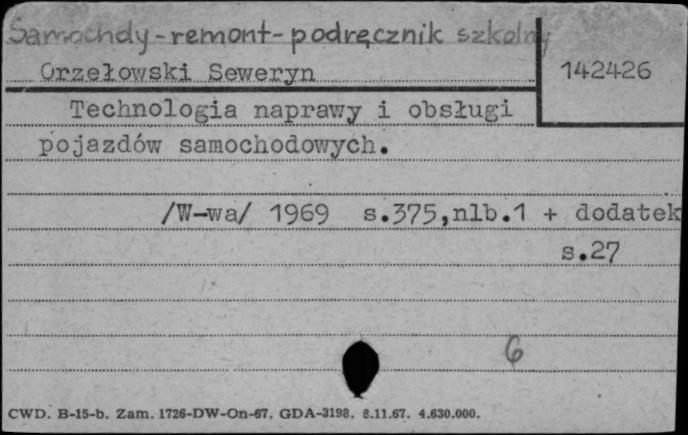 Samochdy - remont - podręcznik szkolny
Orzełowski Seweryn
142426
Technologia naprawy i obsługi
pojazdów samochodowych.
/W-wa/ 1969 s.375,nlb.1 + dodatek
s.27
6
CWD. B-15-b. Zam. 1726-DW-On-67. GDA-3198. 8.11.67. 4.630.000.